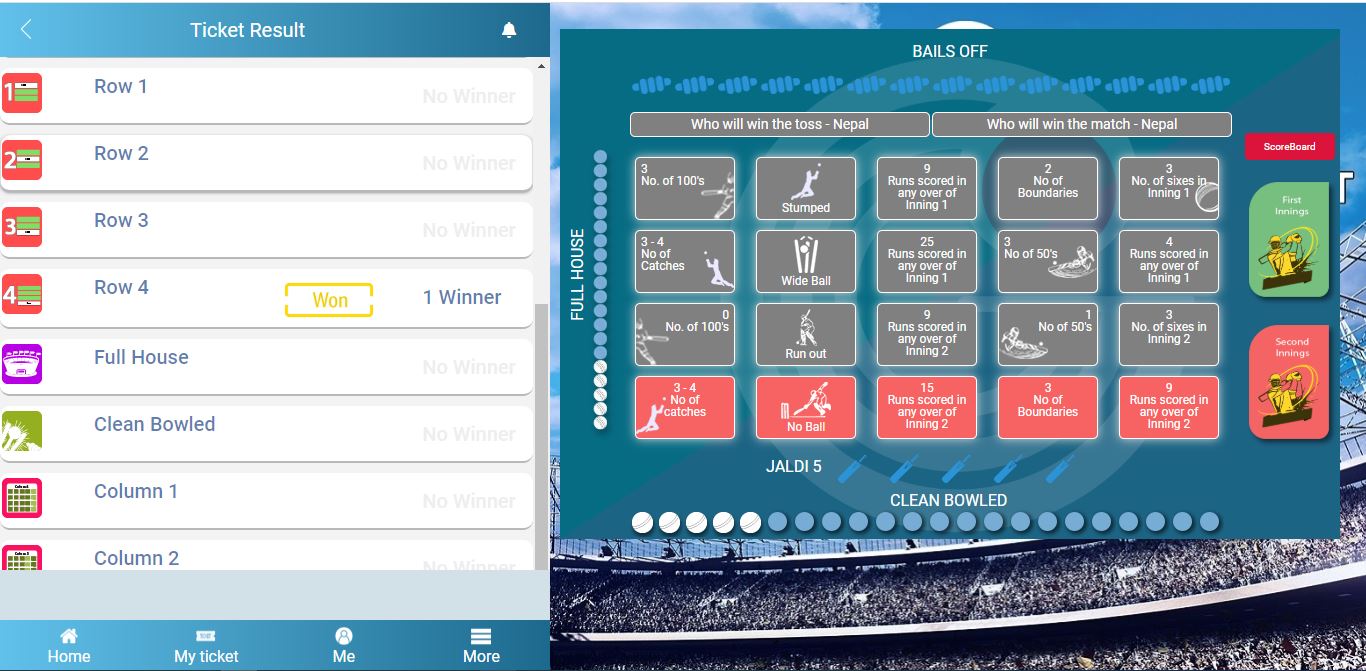 Ticket Result
1
Row 1
No Winner
2
Row 2
No Winner
3
Row 3
No Winner
4
Row 4
Won
1 Winner
Full House
No Winner
Clean Bowled
No Winner
Column 1
No Winner
Column 2
No Winner
Home
My ticket
Me
More
BAILS OFF
Who will win the toss - Nepal
Who will win the match - Nepal
ScoreBoard
FULL HOUSE
3
No. of 100's
Stumped
9
Runs scored in
any over of
Inning 1
2
No of
Boundaries
3
No. of sixes in
Inning 1
3 - 4
No of
Catches
Wide Ball
25
Runs scored in
any over of
Inning 1
3
No of 50's
4
Runs scored in
any over of
Inning 1
0
No. of 100's
Run out
9
Runs scored in
any over of
Inning 2
1
No of 50's
3
No. of sixes in
Inning 2
3 - 4
No of
catches
No Ball
15
Runs scored in
any over of
Inning 2
3
No of
Boundaries
9
Runs scored in
any over of
Inning 2
First
Innings
Second
Innings
JALDI 5
CLEAN BOWLED
T